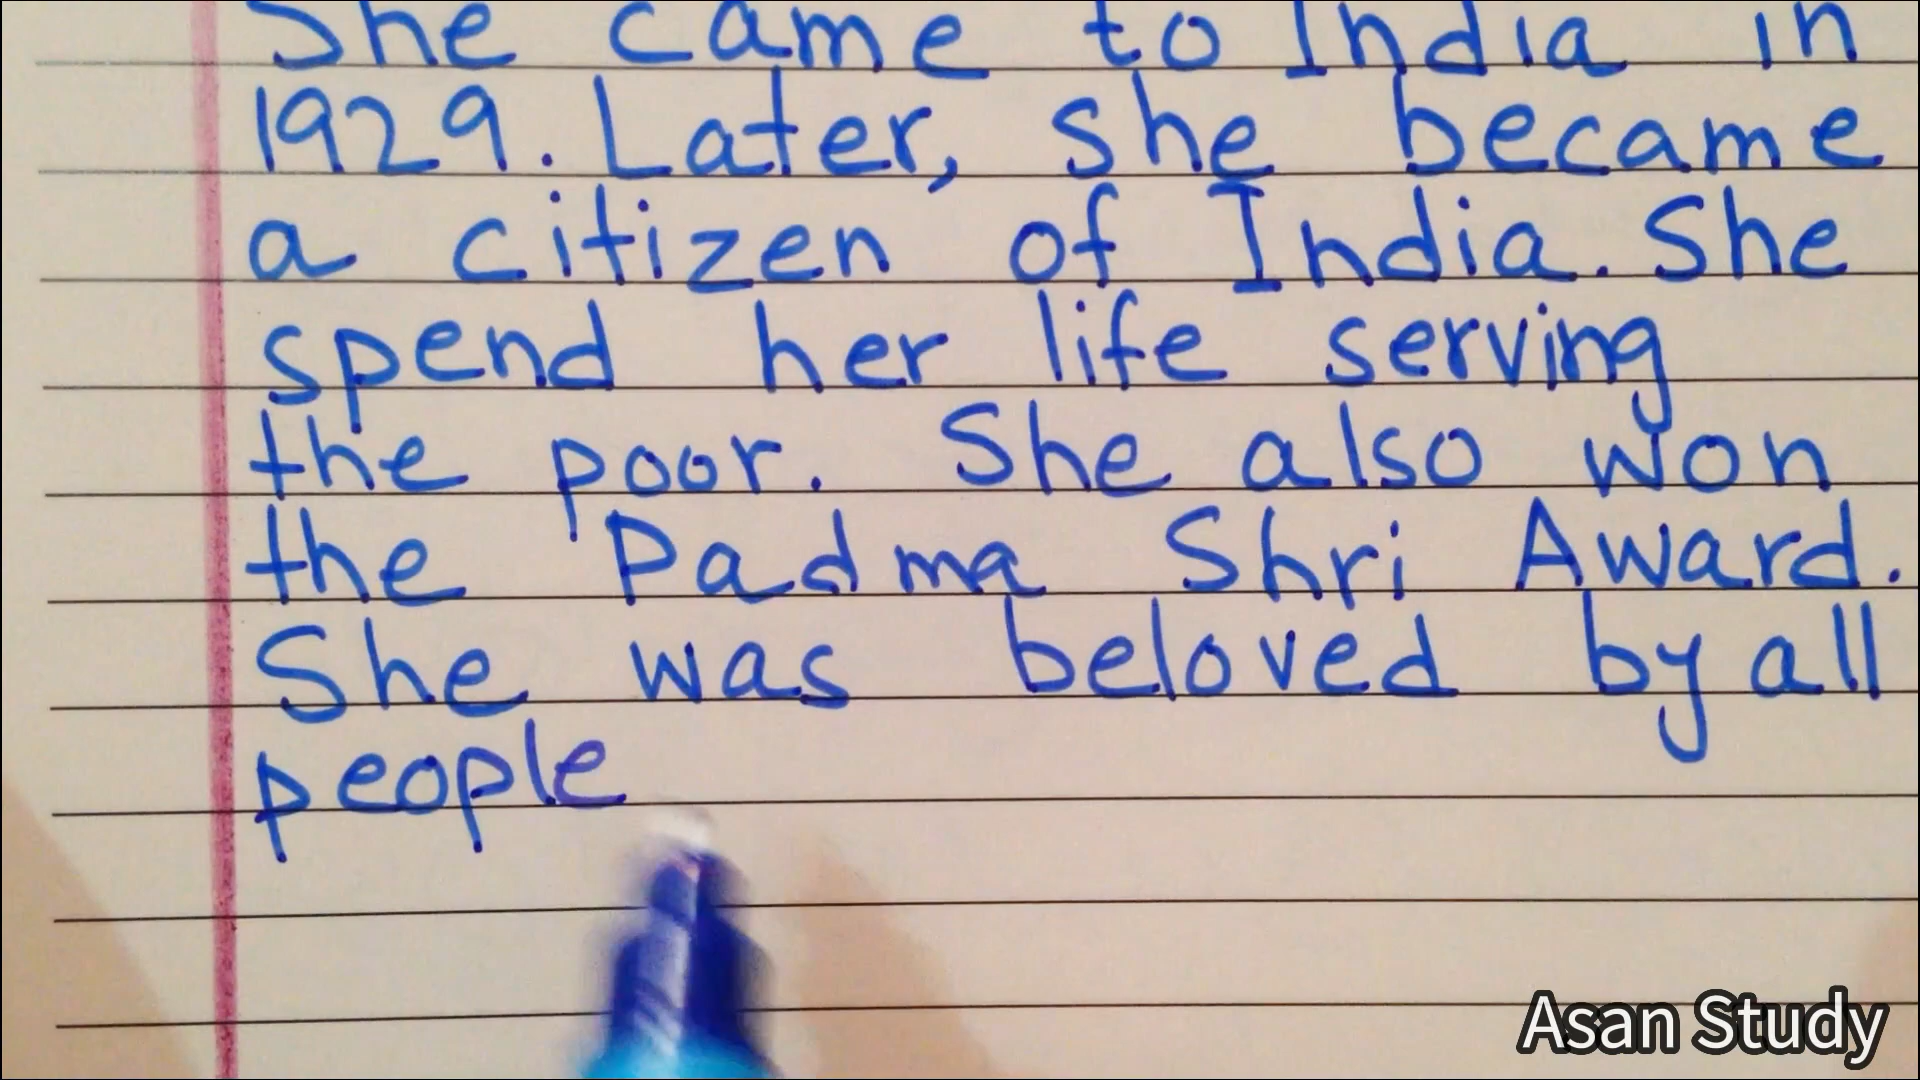 She came to India in
1929. Later, she became
a citizen of India. She
spend her life serving
the poor. She also won
the Padma Shri Award.
She was beloved by all
people
Asan Study